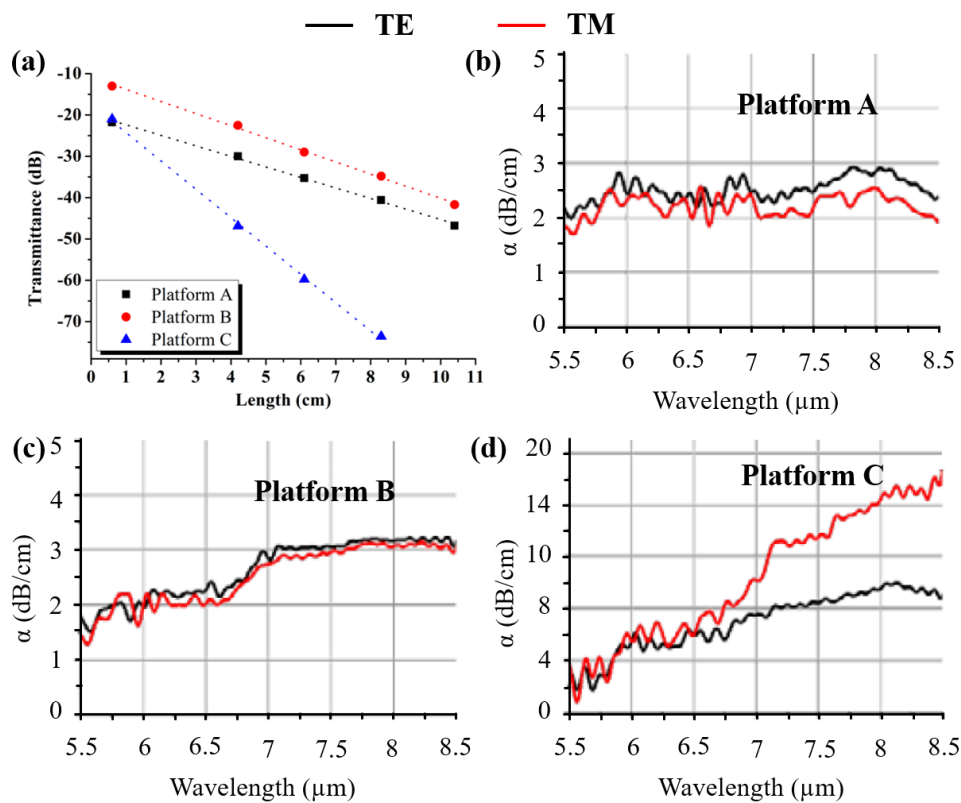 TE TM
(a)
-10
-20
-30
-40
-50
-60
-70
Transmittance (dB)
Platform A
Platform B
Platform C
0 1 2 3 4 5 6 7 8 9 10 11
Length (cm)
(b)
Platform A
5
4
3
2
1
0
α (dB/cm)
5.5 6 6.5 7 7.5 8 8.5
Wavelength (µm)
(c)
Platform B
5
4
3
2
1
0
α (dB/cm)
5.5 6 6.5 7 7.5 8 8.5
Wavelength (µm)
(d)
Platform C
20
14
10
8
4
0
α (dB/cm)
5.5 6 6.5 7 7.5 8 8.5
Wavelength (µm)